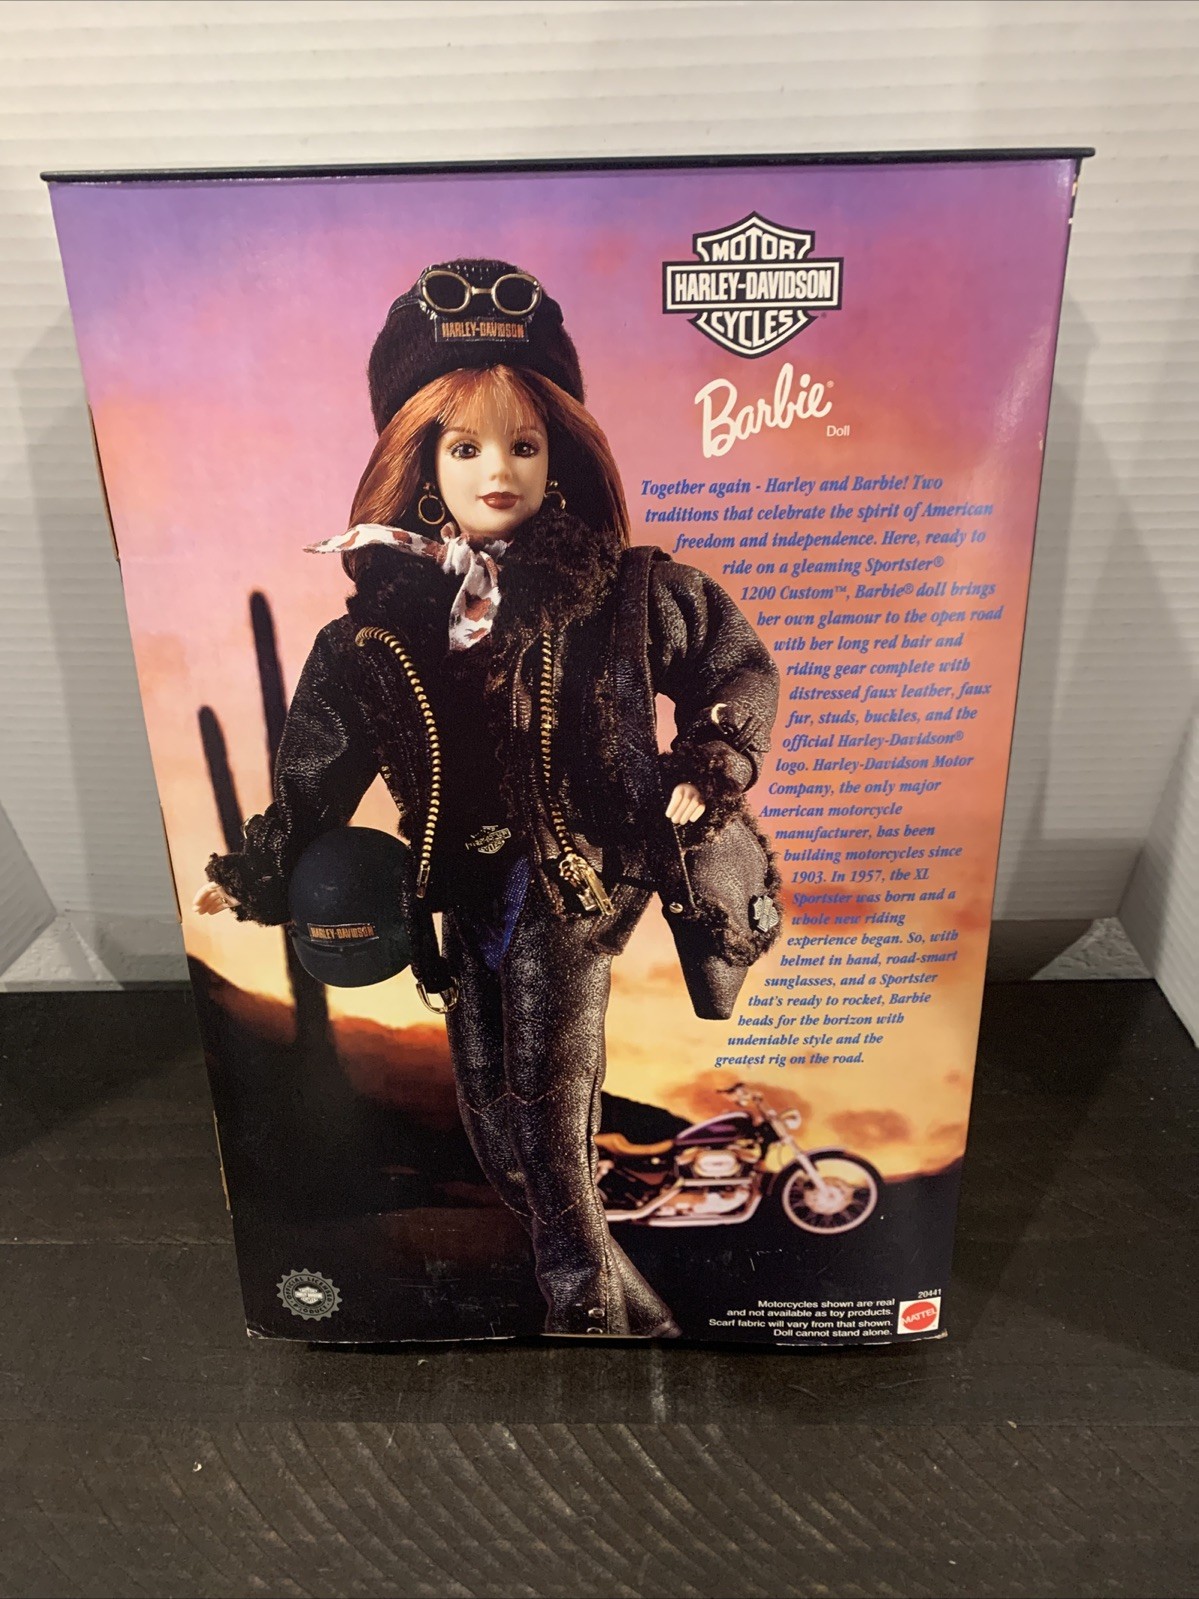 MOTOR
HARLEY-DAVIDSON
CYCLES
Barbie®
Doll
HARLEY-DAVIDSON
Together again - Harley and Barbie! Two
traditions that celebrate the spirit of American
freedom and independence. Here, ready to
ride on a gleaming Sportster®
1200 Custom™, Barbie® doll brings
her own glamour to the open road
with her long red hair and
riding gear complete with
distressed faux leather, faux
fur, studs, buckles, and the
official Harley-Davidson®
logo. Harley-Davidson Motor
Company, the only major
American motorcycle
manufacturer, has been
building motorcycles since
1903. In 1957, the XL
Sportster was born and a
whole new riding
experience began. So, with
helmet in hand, road-smart
sunglasses, and a Sportster
that's ready to rocket, Barbie
heads for the horizon with
undeniable style and the
greatest rig on the road.
HARLEY-DAVIDSON
OFFICIAL LICENSED
PRODUCT
20441
Motorcycles shown are real
and not available as toy products.
Scarf fabric will vary from that shown.
Doll cannot stand alone.
MATTEL